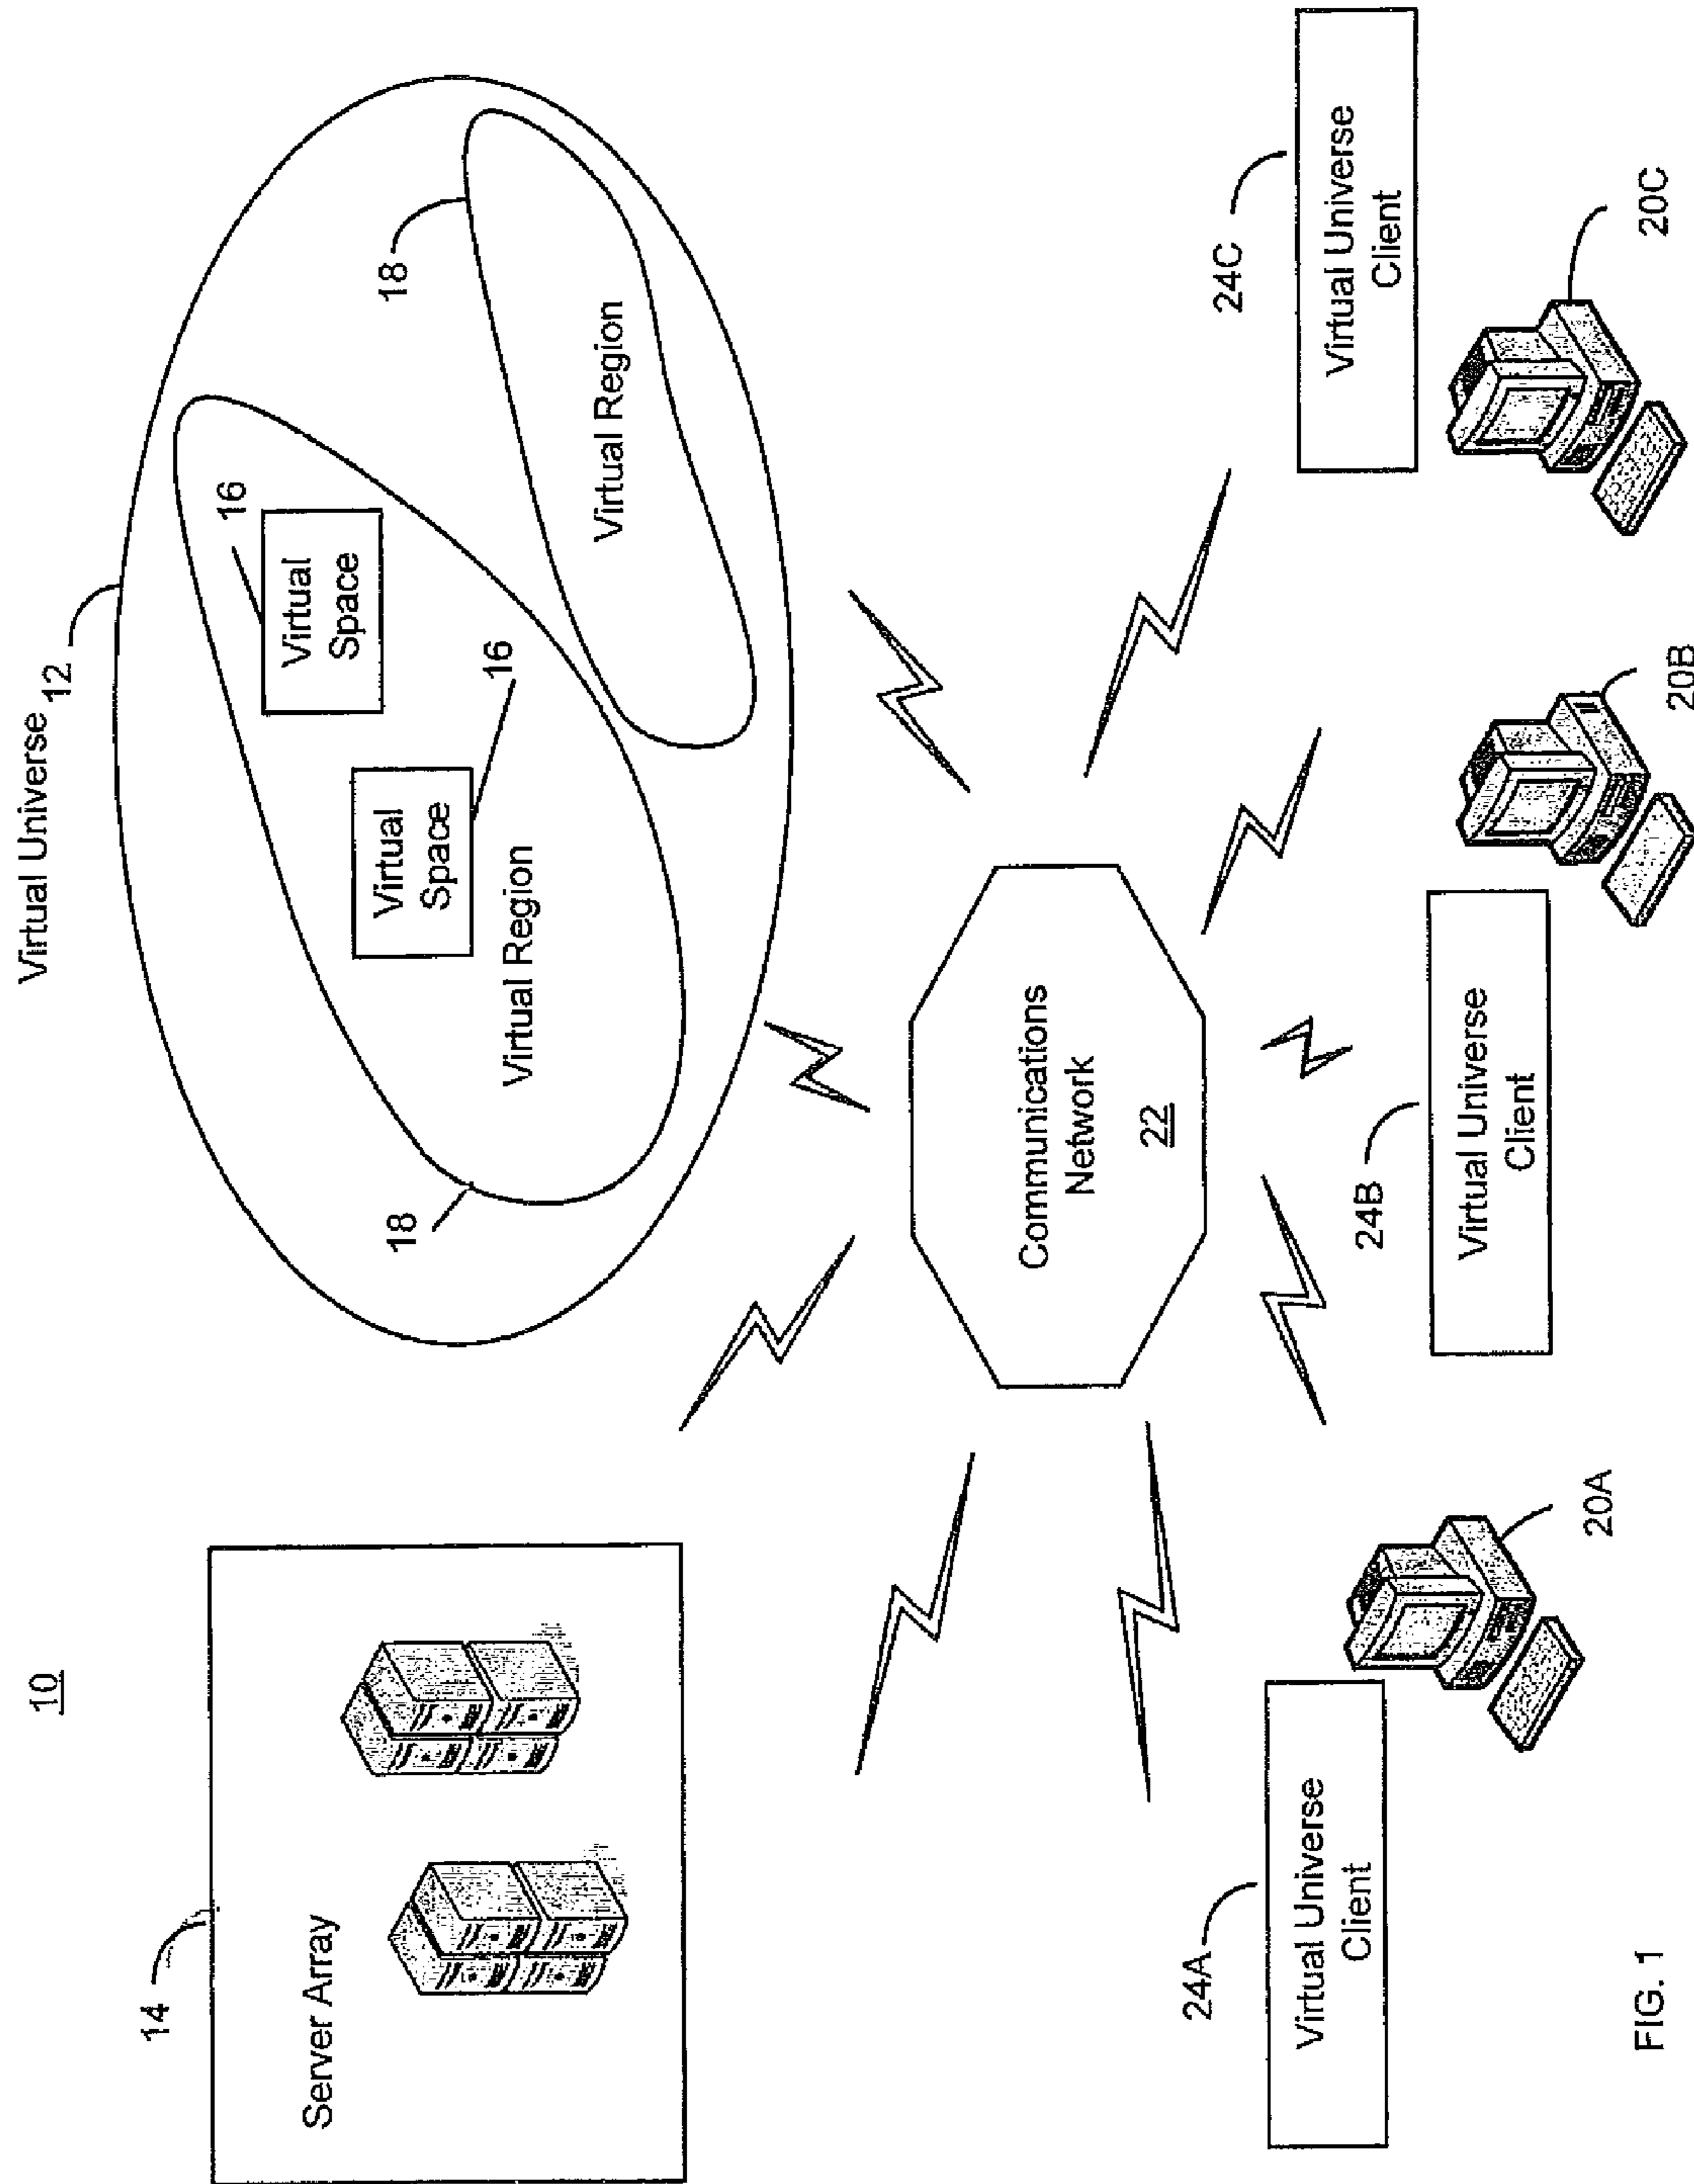 10
Virtual Universe
12
14
Server Array
16
Virtual
Space
18
Virtual
Space
16
Virtual Region
18
Virtual Region
Communications
Network
22
24A
Virtual Universe
Client
20A
24B
Virtual Universe
Client
20B
24C
Virtual Universe
Client
20C
FIG. 1